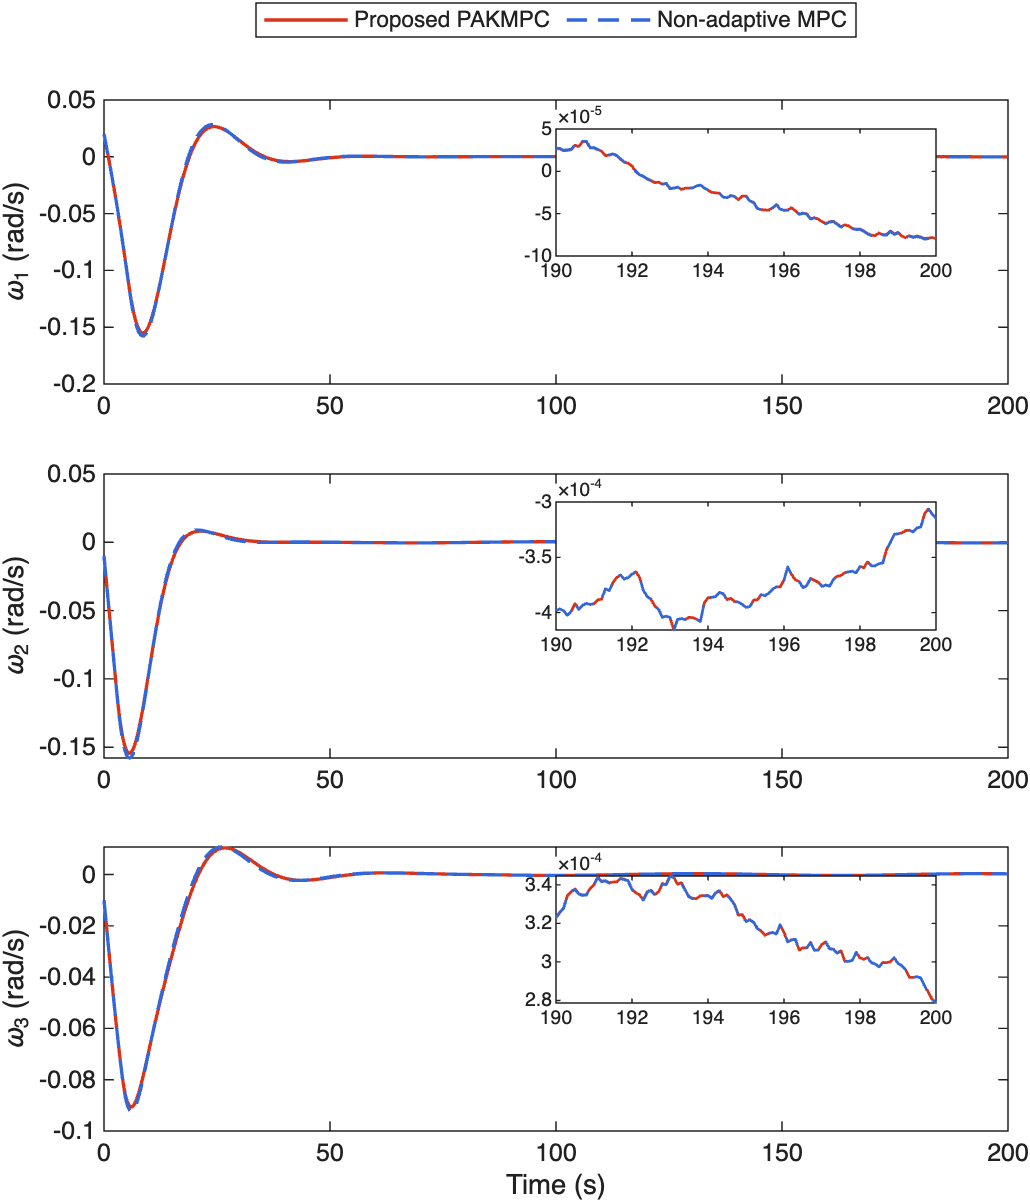 Proposed PAKMPC Non-adaptive MPC
0.05
0
-0.05
-0.1
-0.15
-0.2
ω1 (rad/s)
0 50 100 150 200
×10-5
5
0
-5
-10
190 192 194 196 198 200
0.05
0
-0.05
-0.1
-0.15
ω2 (rad/s)
0 50 100 150 200
×10-4
-3
-3.5
-4
190 192 194 196 198 200
0
-0.02
-0.04
-0.06
-0.08
-0.1
ω3 (rad/s)
0 50 100 150 200
×10-4
3.4
3.2
3
2.8
190 192 194 196 198 200
Time (s)